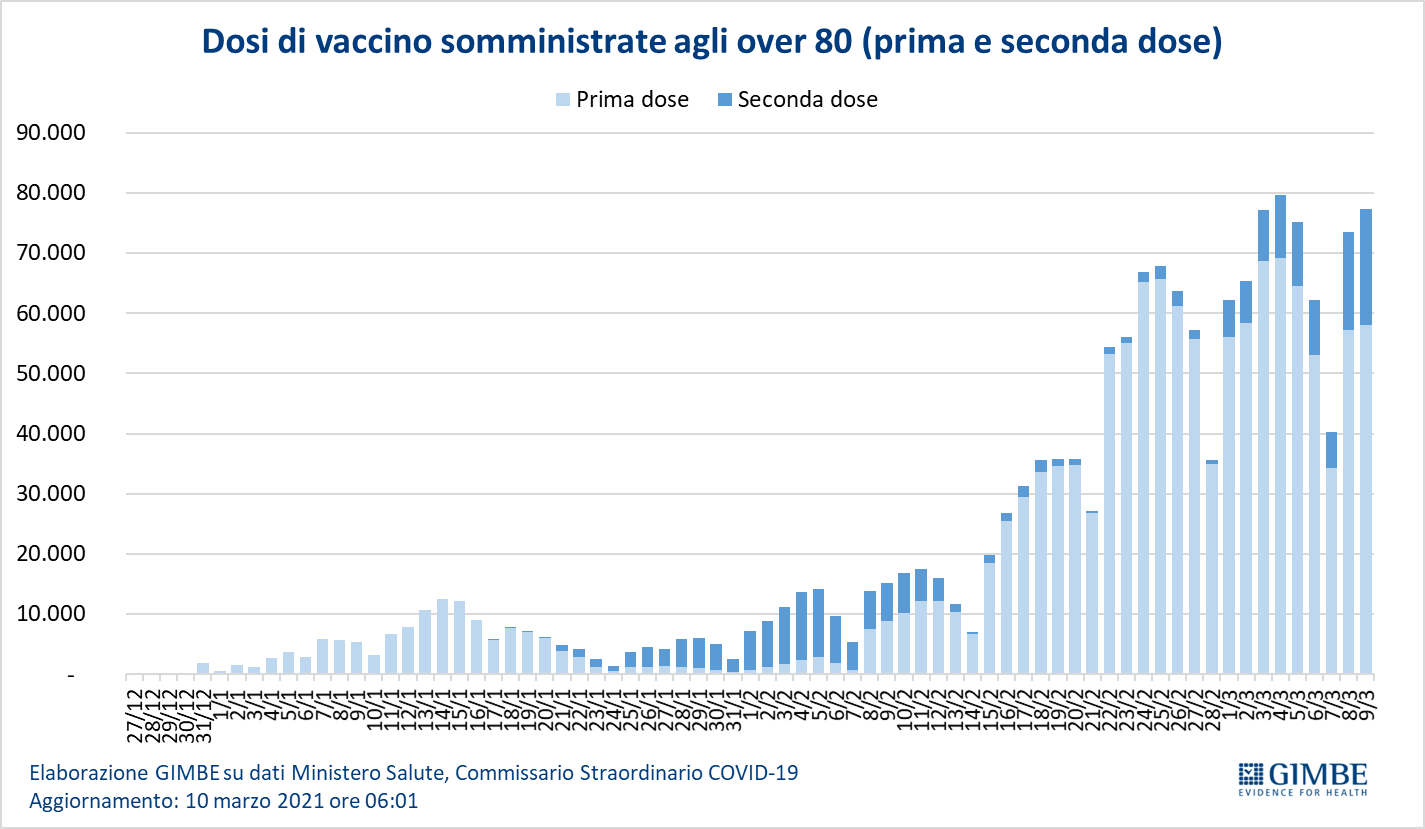 Dosi di vaccino somministrate agli over 80 (prima e seconda dose)
Prima dose Seconda dose
90.000
80.000
70.000
60.000
50.000
40.000
30.000
20.000
10.000
-
27/12 28/12 29/12 30/12 31/12 1/1 2/1 3/1 4/1 5/1 6/1 7/1 8/1 9/1 10/1 11/1 12/1 13/1 14/1 15/1 16/1 17/1 18/1 19/1 20/1 21/1 22/1 23/1 24/1 25/1 26/1 27/1 28/1 29/1 30/1 31/1 1/2 2/2 3/2 4/2 5/2 6/2 7/2 8/2 9/2 10/2 11/2 12/2 13/2 14/2 15/2 16/2 17/2 18/2 19/2 20/2 21/2 22/2 23/2 24/2 25/2 26/2 27/2 28/2 1/3 2/3 3/3 4/3 5/3 6/3 7/3 8/3 9/3
Elaborazione GIMBE su dati Ministero Salute, Commissario Straordinario COVID-19
Aggiornamento: 10 marzo 2021 ore 06:01
GIMBE
EVIDENCE FOR HEALTH